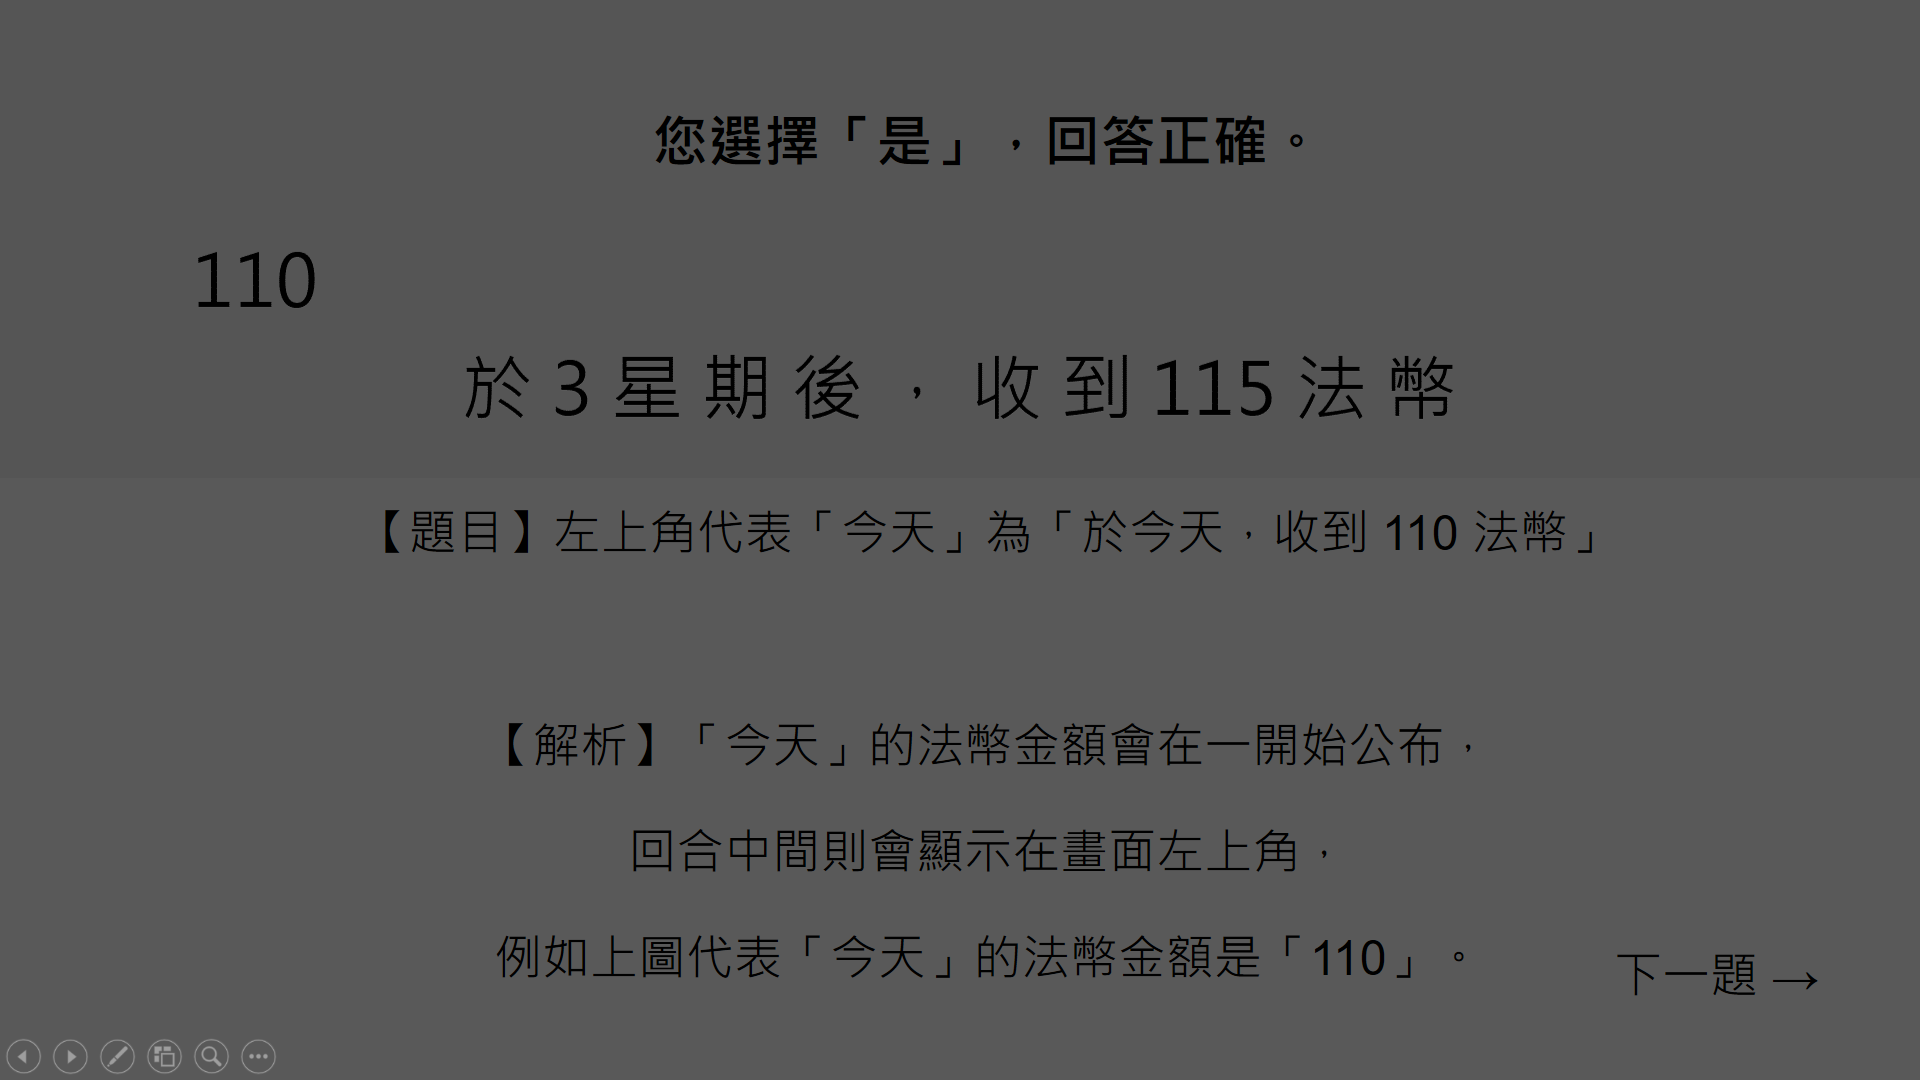 您選擇「是」，回答正確。
110
於 3 星期後，收到 115 法幣
【題目】左上角代表「今天」為「於今天，收到 110 法幣」
【解析】「今天」的法幣金額會在一開始公布，
回合中間則會顯示在畫面左上角，
例如上圖代表「今天」的法幣金額是「110」。
下一題 →